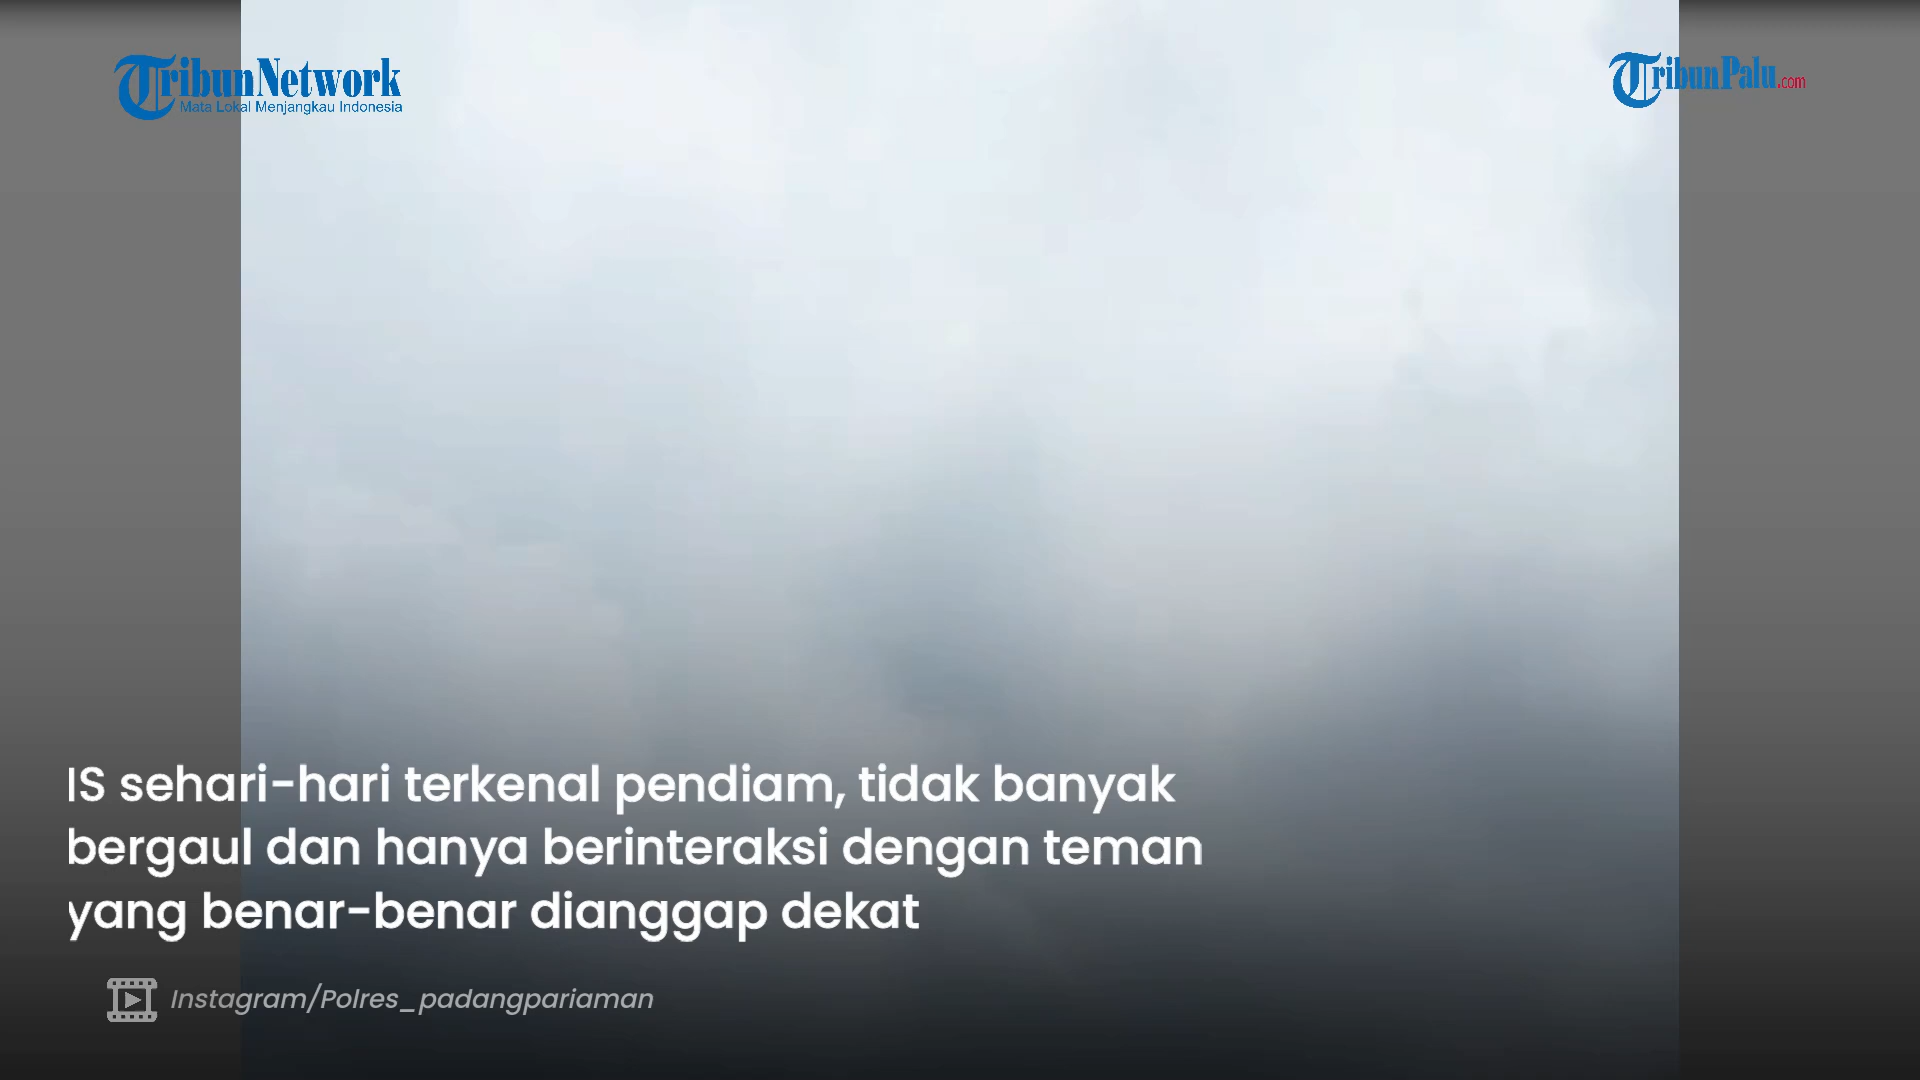 TribunNetwork
Mata Lokal Menjangkau Indonesia
TribunPalu.com
IS sehari-hari terkenal pendiam, tidak banyak
bergaul dan hanya berinteraksi dengan teman
yang benar-benar dianggap dekat
Instagram/Polres_padangpariaman